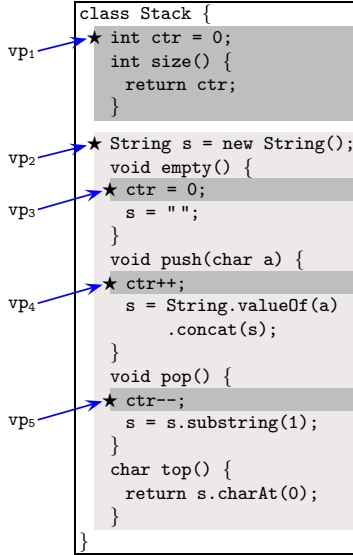 class Stack {
vp₁ ★ int ctr = 0;
int size() {
return ctr;
}
vp₂ ★ String s = new String();
void empty() {
vp₃ ★ ctr = 0;
s = "";
}
void push(char a) {
vp₄ ★ ctr++;
s = String.valueOf(a)
.concat(s);
}
void pop() {
vp₅ ★ ctr--;
s = s.substring(1);
}
char top() {
return s.charAt(0);
}
}